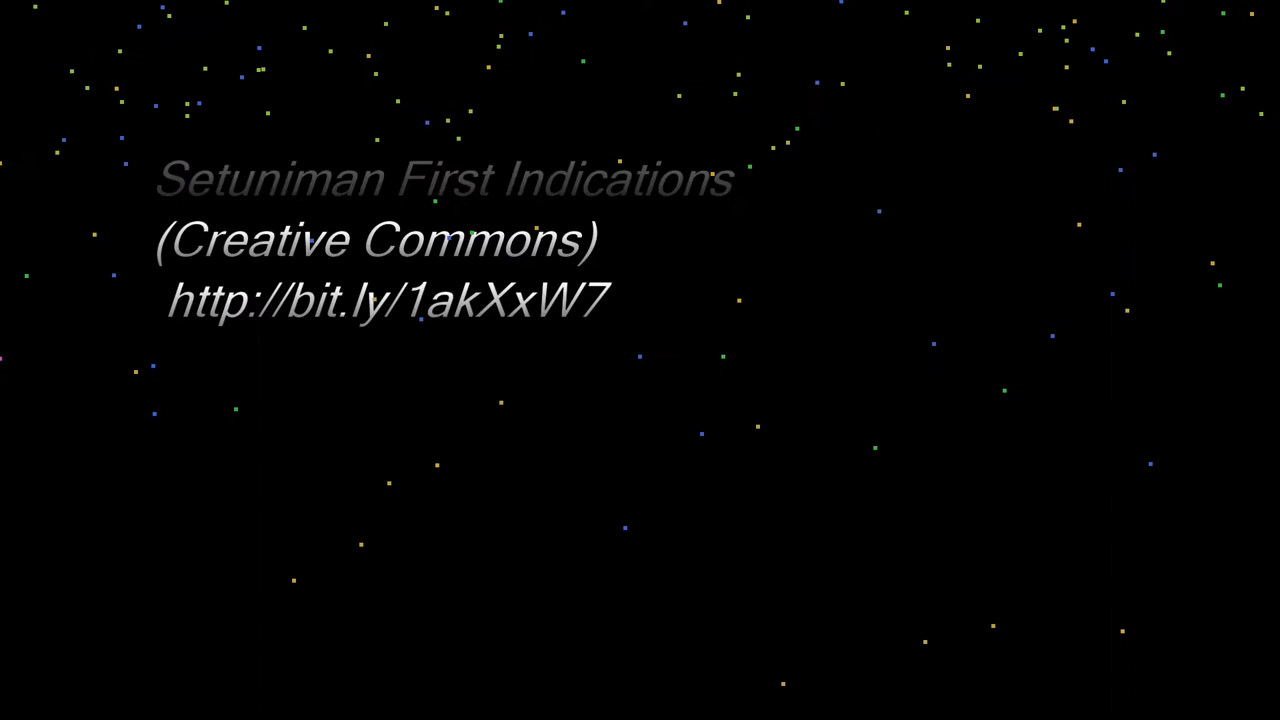 Setuniman First Indications
(Creative Commons)
http://bit.ly/1akXxW7